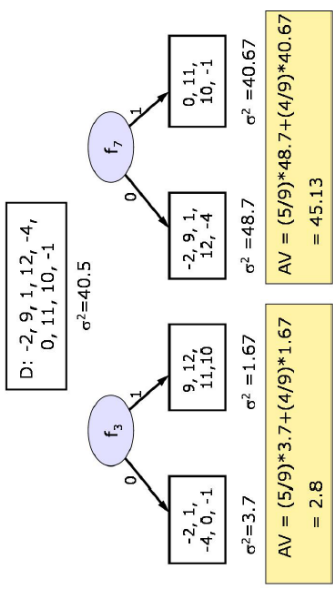 D: -2, 9, 1, 12, -4,
0, 11, 10, -1
σ²=40.5
f₃
0
1
-2, 1,
-4, 0, -1
σ²=3.7
9, 12,
11,10
σ² =1.67
AV = (5/9)*3.7+(4/9)*1.67
= 2.8
f₇
0
1
-2, 9, 1,
12, -4
σ² =48.7
0, 11,
10, -1
σ² =40.67
AV = (5/9)*48.7+(4/9)*40.67
= 45.13